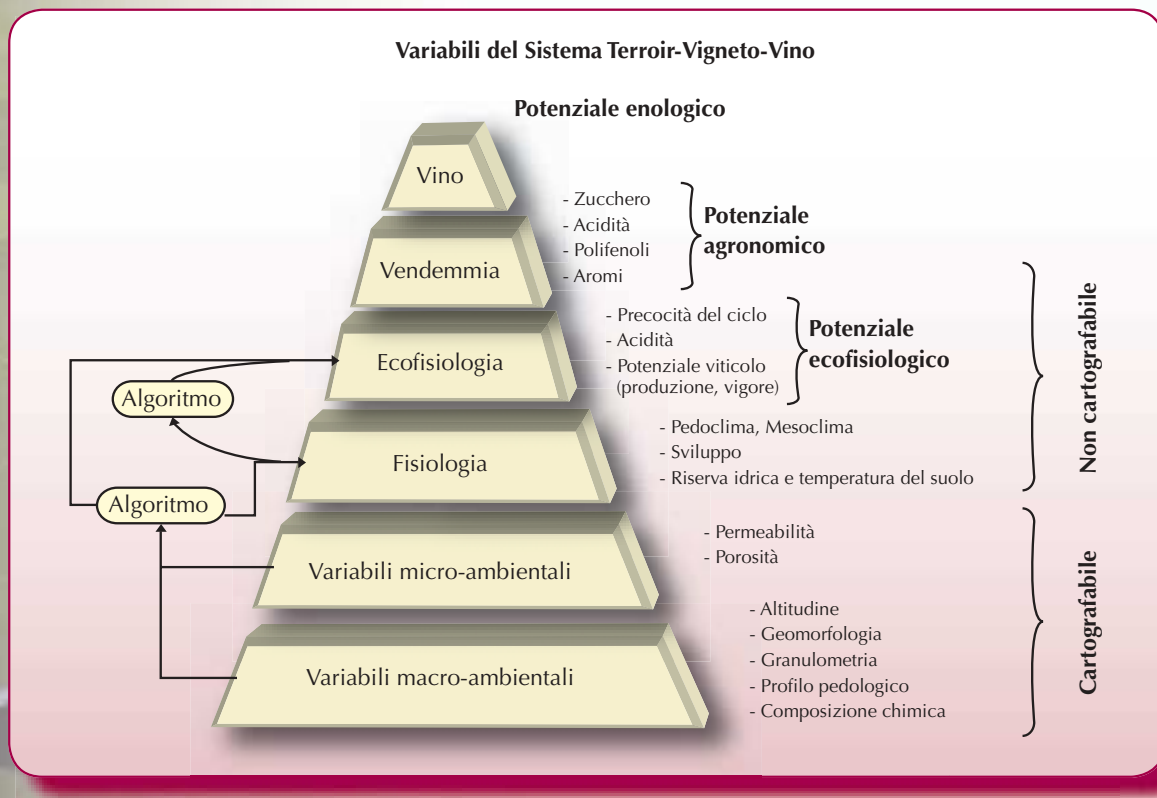 Variabili del Sistema Terroir-Vigneto-Vino
Potenziale enologico
Vino
- Zucchero
- Acidità
- Polifenoli
- Aromi
Potenziale
agronomico
Vendemmia
- Precocità del ciclo
- Acidità
- Potenziale viticolo
(produzione, vigore)
Potenziale
ecofisiologico
Ecofisiologia
Algoritmo
- Pedoclima, Mesoclima
- Sviluppo
- Riserva idrica e temperatura del suolo
Non cartografabile
Fisiologia
Algoritmo
- Permeabilità
- Porosità
Variabili micro-ambientali
- Altitudine
- Geomorfologia
- Granulometria
- Profilo pedologico
- Composizione chimica
Cartografabile
Variabili macro-ambientali